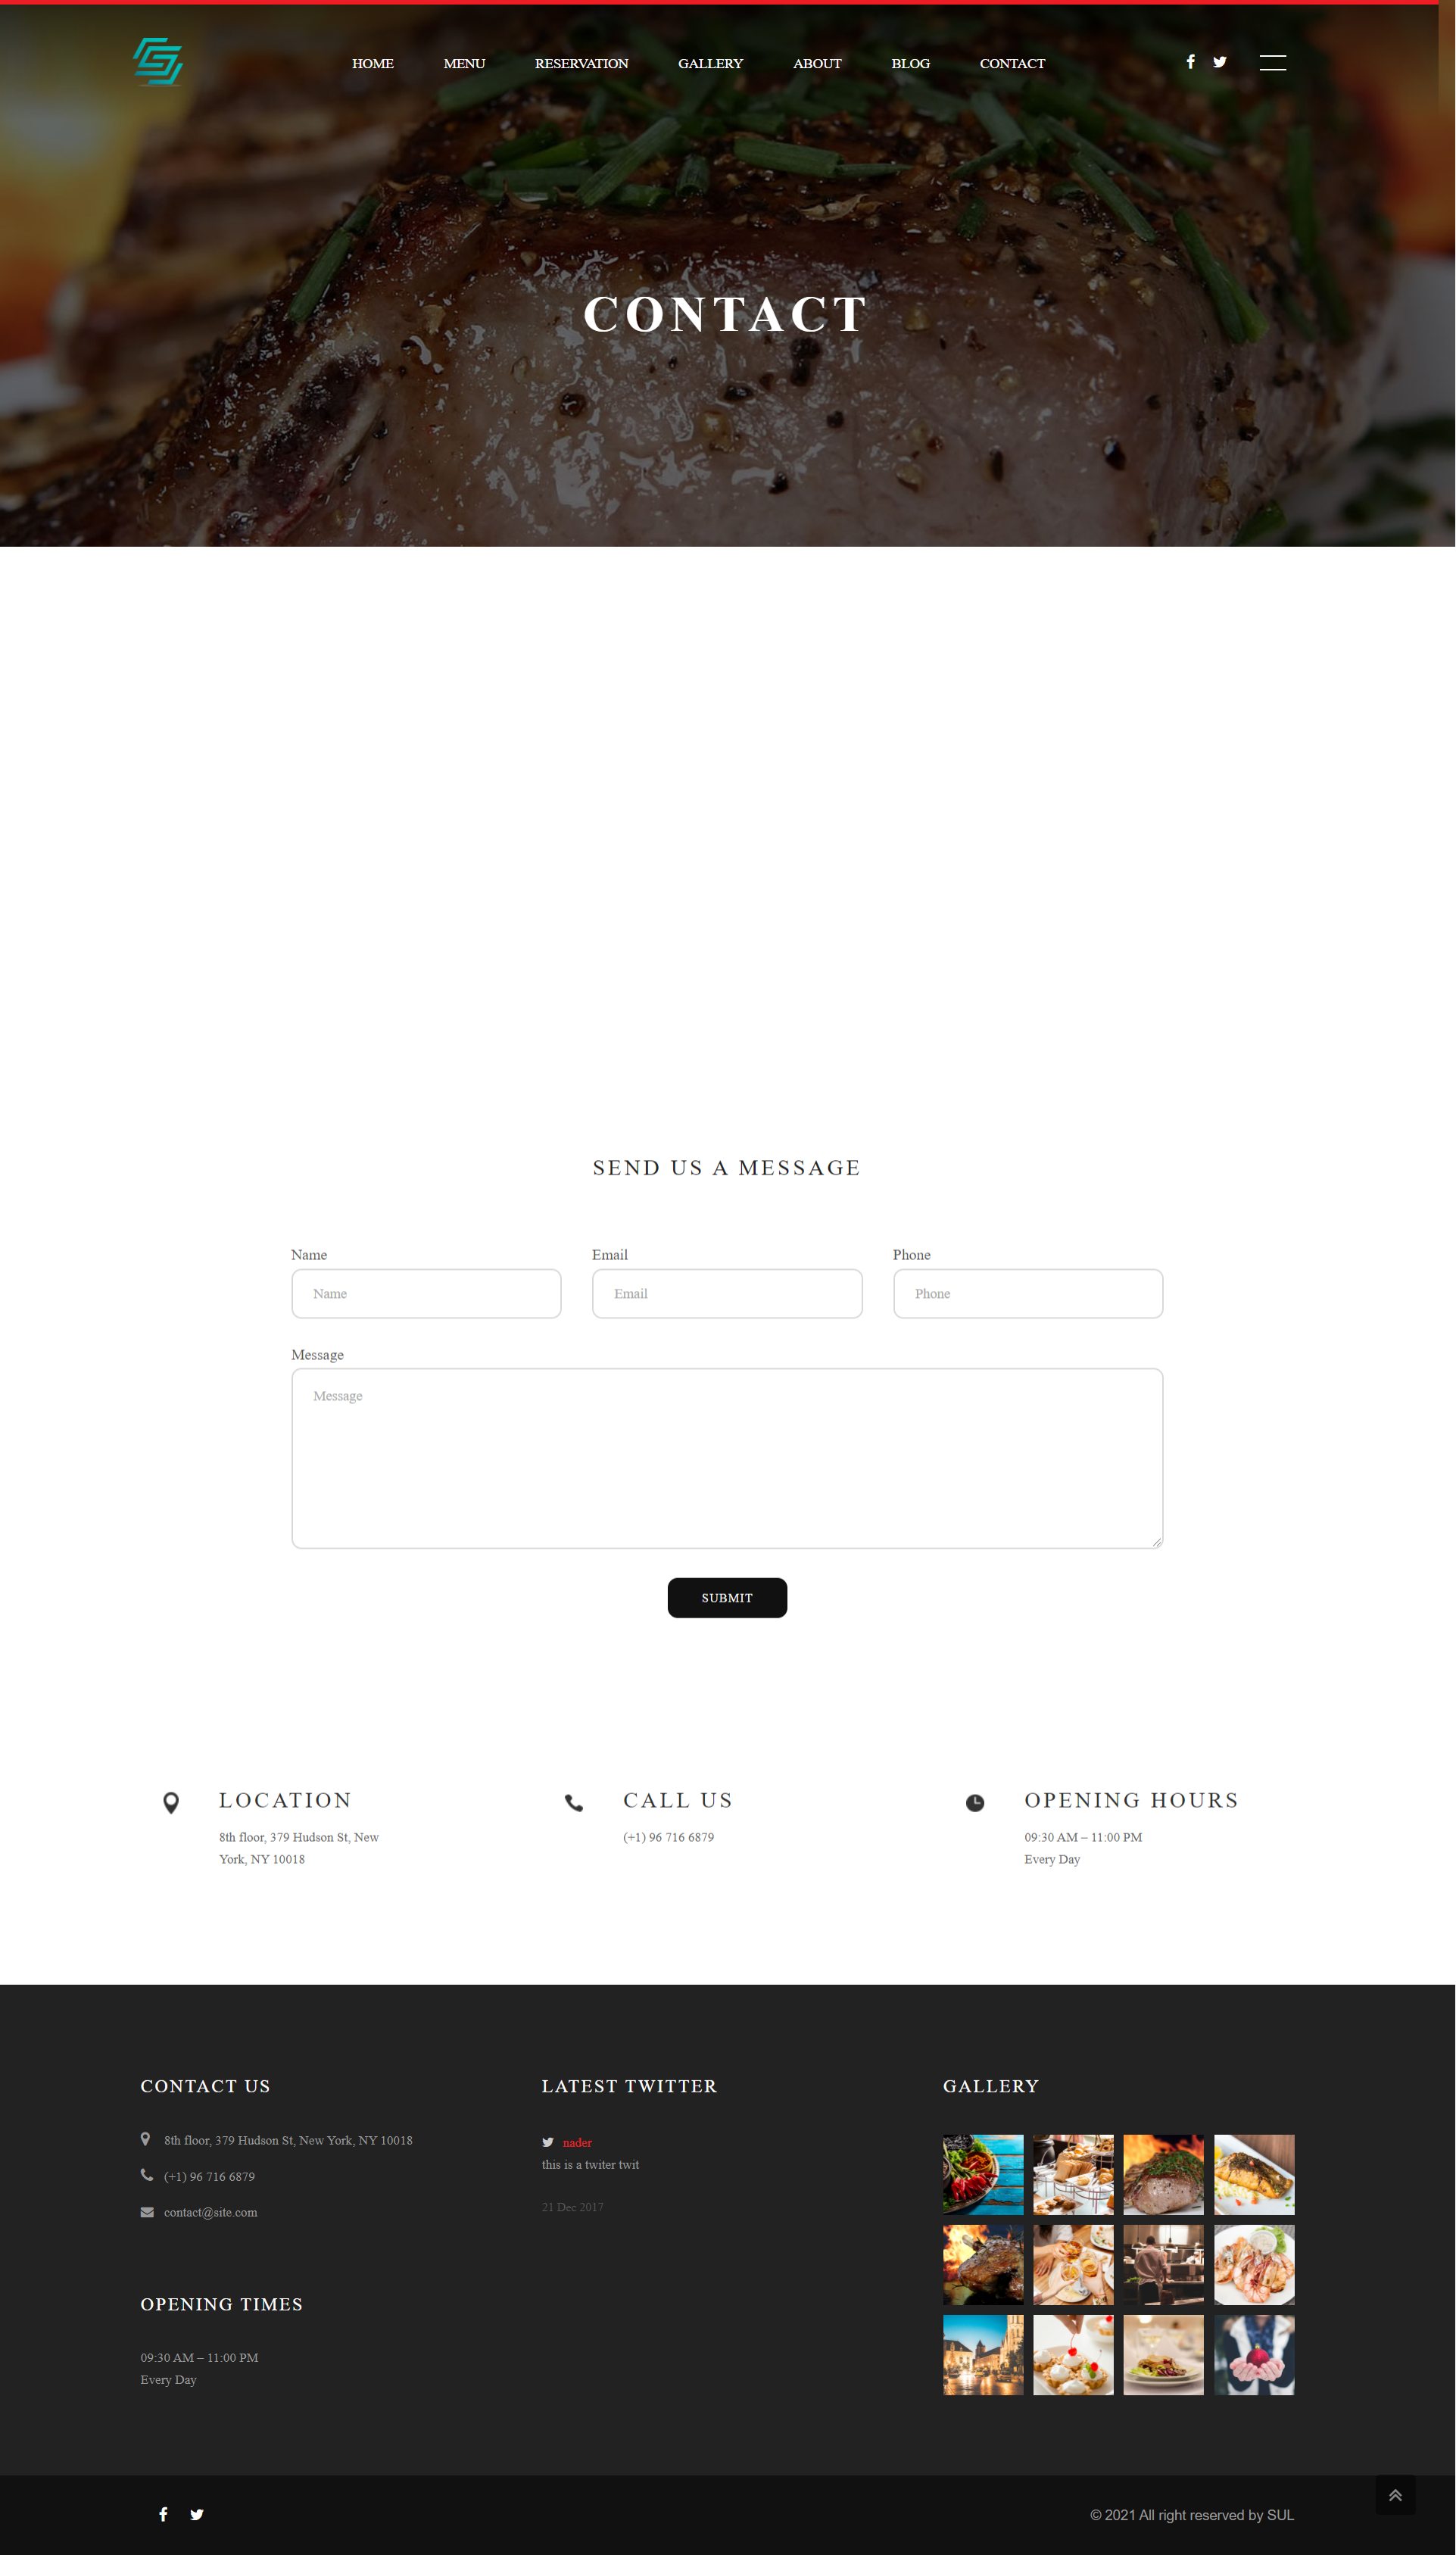 HOME MENU RESERVATION GALLERY ABOUT BLOG CONTACT
CONTACT
SEND US A MESSAGE
Name Email Phone
Name Email Phone
Message
Message
SUBMIT
LOCATION
8th floor, 379 Hudson St, New
York, NY 10018
CALL US
(+1) 96 716 6879
OPENING HOURS
09:30 AM – 11:00 PM
Every Day
CONTACT US
8th floor, 379 Hudson St, New York, NY 10018
(+1) 96 716 6879
contact@site.com
OPENING TIMES
09:30 AM – 11:00 PM
Every Day
LATEST TWITTER
nader
this is a twiter twit
21 Dec 2017
GALLERY
© 2021 All right reserved by SUL